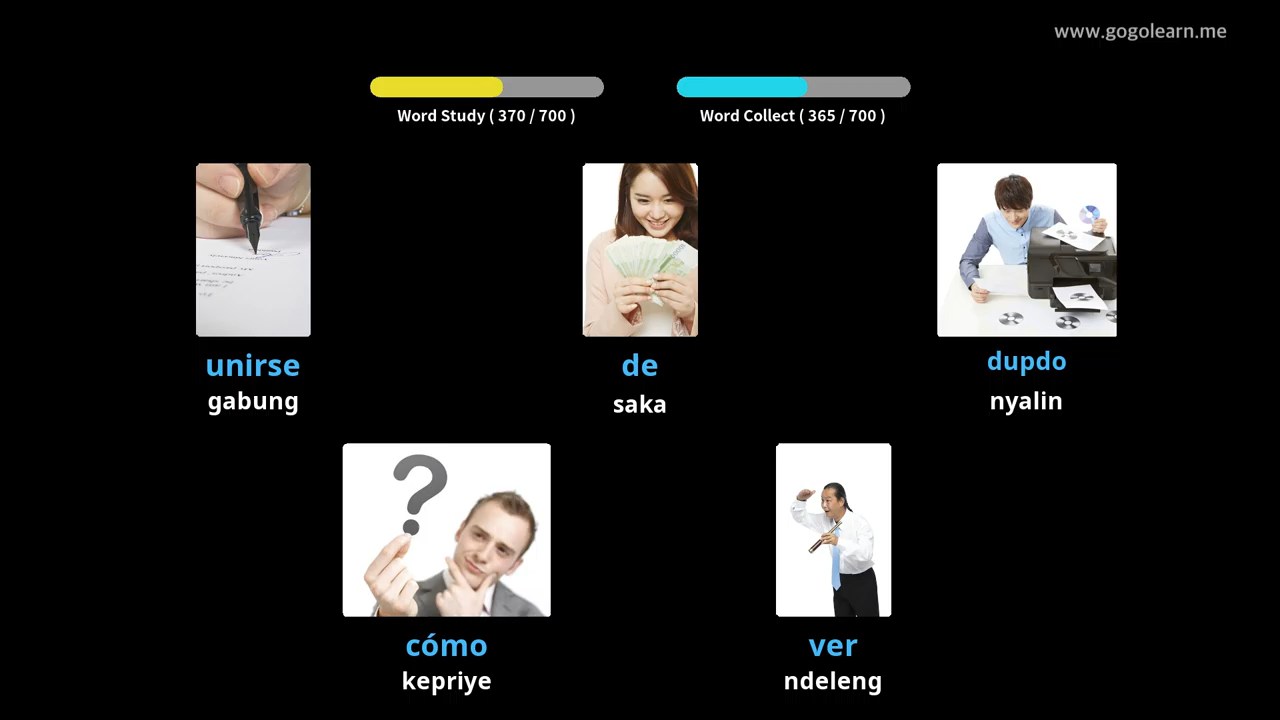 www.gogolearn.me
Word Study ( 370 / 700 )
Word Collect ( 365 / 700 )
unirse
gabung
de
saka
dupdo
nyalin
cómo
kepriye
ver
ndeleng